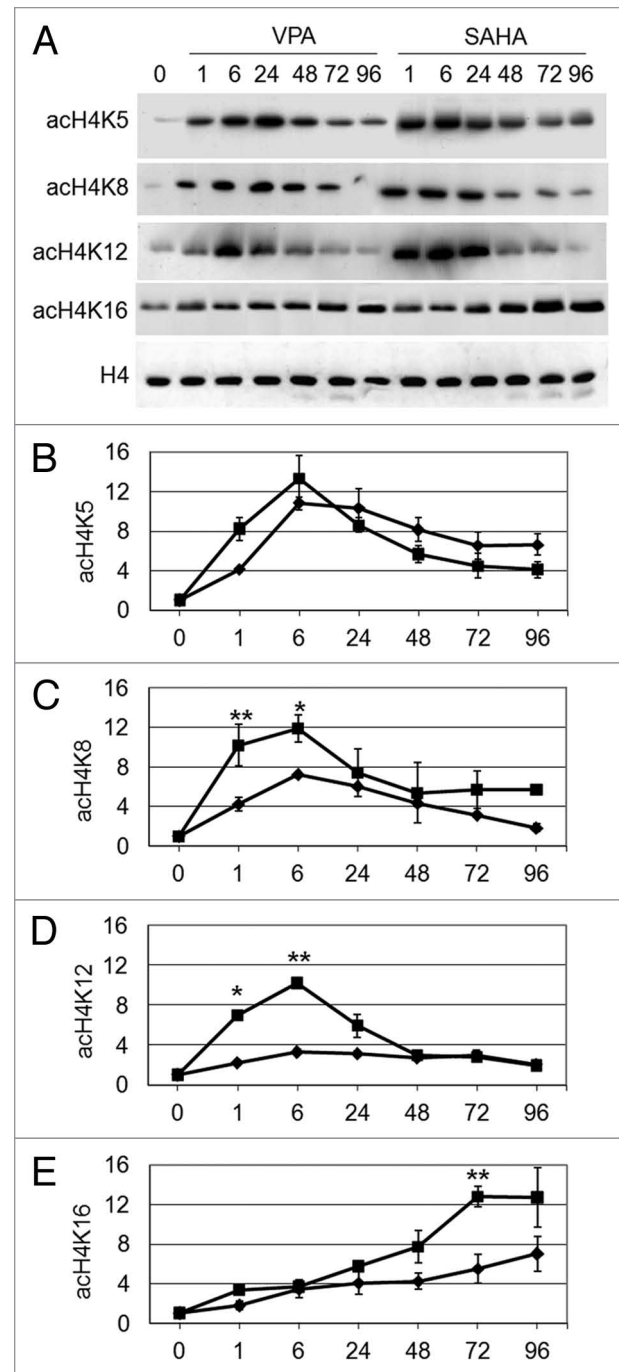 A
VPA SAHA
0 1 6 24 48 72 96 1 6 24 48 72 96
acH4K5
acH4K8
acH4K12
acH4K16
H4
B
acH4K5
16
12
8
4
0
0 1 6 24 48 72 96
C
acH4K8
16
12
8
4
0
** *
0 1 6 24 48 72 96
D
acH4K12
16
12
8
4
0
* **
0 1 6 24 48 72 96
E
acH4K16
16
12
8
4
0
**
0 1 6 24 48 72 96